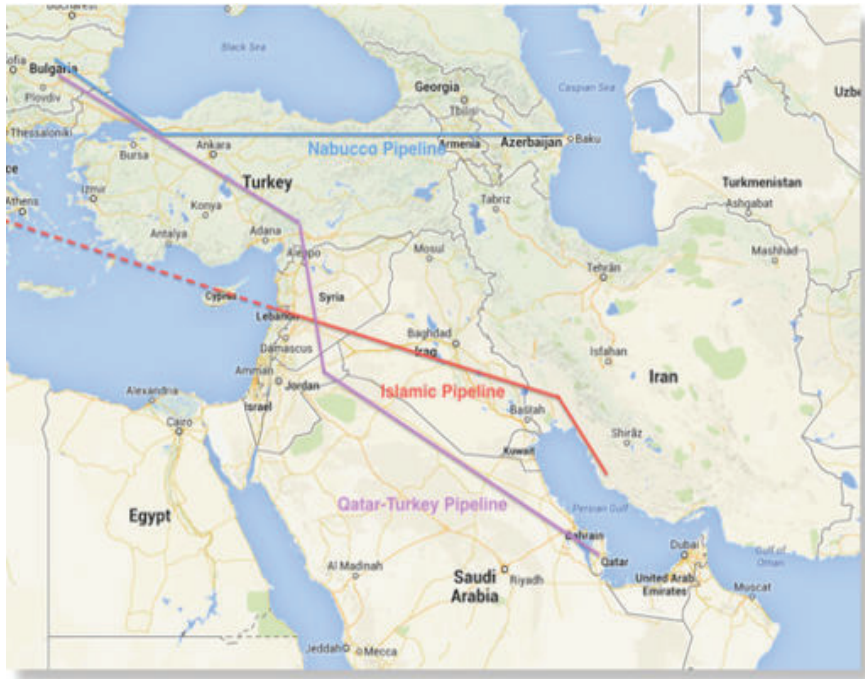 Bucharest
Black Sea
Sofia
Bulgaria
Plovdiv
Georgia
Tbilisi
Caspian Sea
Uzbe
Thessaloniki
Bursa
Ankara
Nabucco Pipeline
Armenia
Azerbaijan
Baku
ce
Izmir
Turkey
Turkmenistan
Athens
Konya
Tabriz
Ashgabat
Antalya
Adana
Aleppo
Mosul
Tehrān
Mashhad
Cyprus
Syria
Lebanon
Damascus
Baghdad
Iraq
Isfahan
Amman
Jordan
Iran
Alexandria
Israel
Islamic Pipeline
Basrah
Cairo
Shirāz
Kuwait
Egypt
Qatar-Turkey Pipeline
Persian Gulf
Bahrain
Dubai
Gulf of
Oman
Al Madinah
Saudi
Arabia
Riyadh
Qatar
United Arab
Emirates
Muscat
Jeddah
Mecca